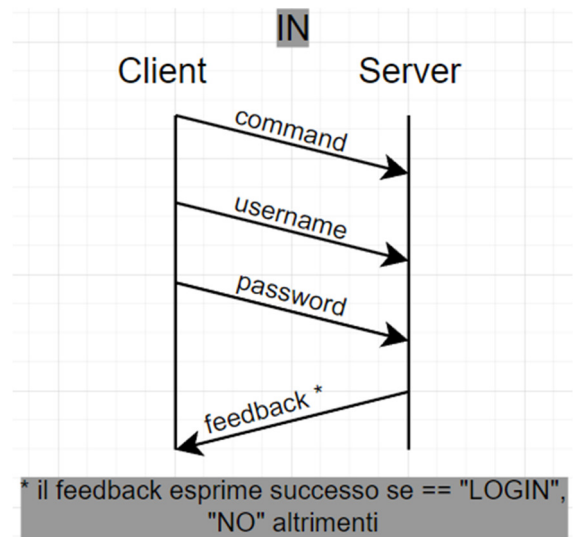 IN
Client Server
command
username
password
feedback *
* il feedback esprime successo se == "LOGIN",
"NO" altrimenti